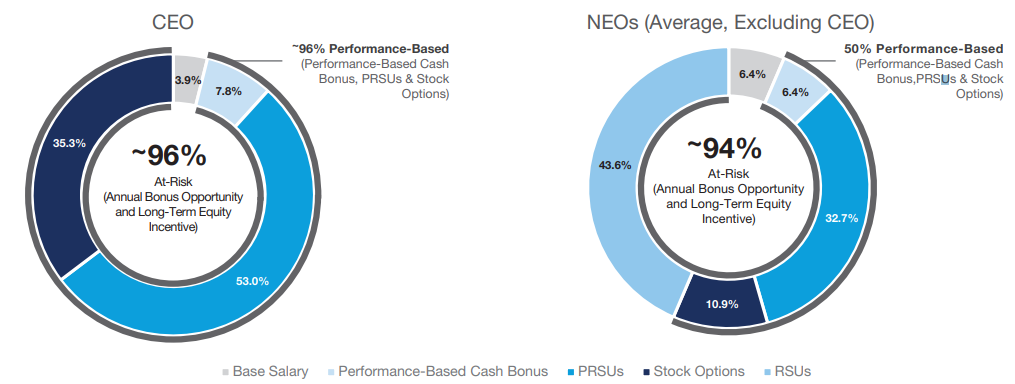 CEO
~96% Performance-Based
(Performance-Based Cash
Bonus, PRSUs & Stock
Options)
3.9%
7.8%
35.3%
53.0%
~96%
At-Risk
(Annual Bonus Opportunity
and Long-Term Equity
Incentive)
NEOs (Average, Excluding CEO)
50% Performance-Based
(Performance-Based Cash
Bonus,PRSUs & Stock
Options)
6.4%
6.4%
43.6%
32.7%
10.9%
~94%
At-Risk
(Annual Bonus Opportunity
and Long-Term Equity
Incentive)
Base Salary Performance-Based Cash Bonus PRSUs Stock Options RSUs